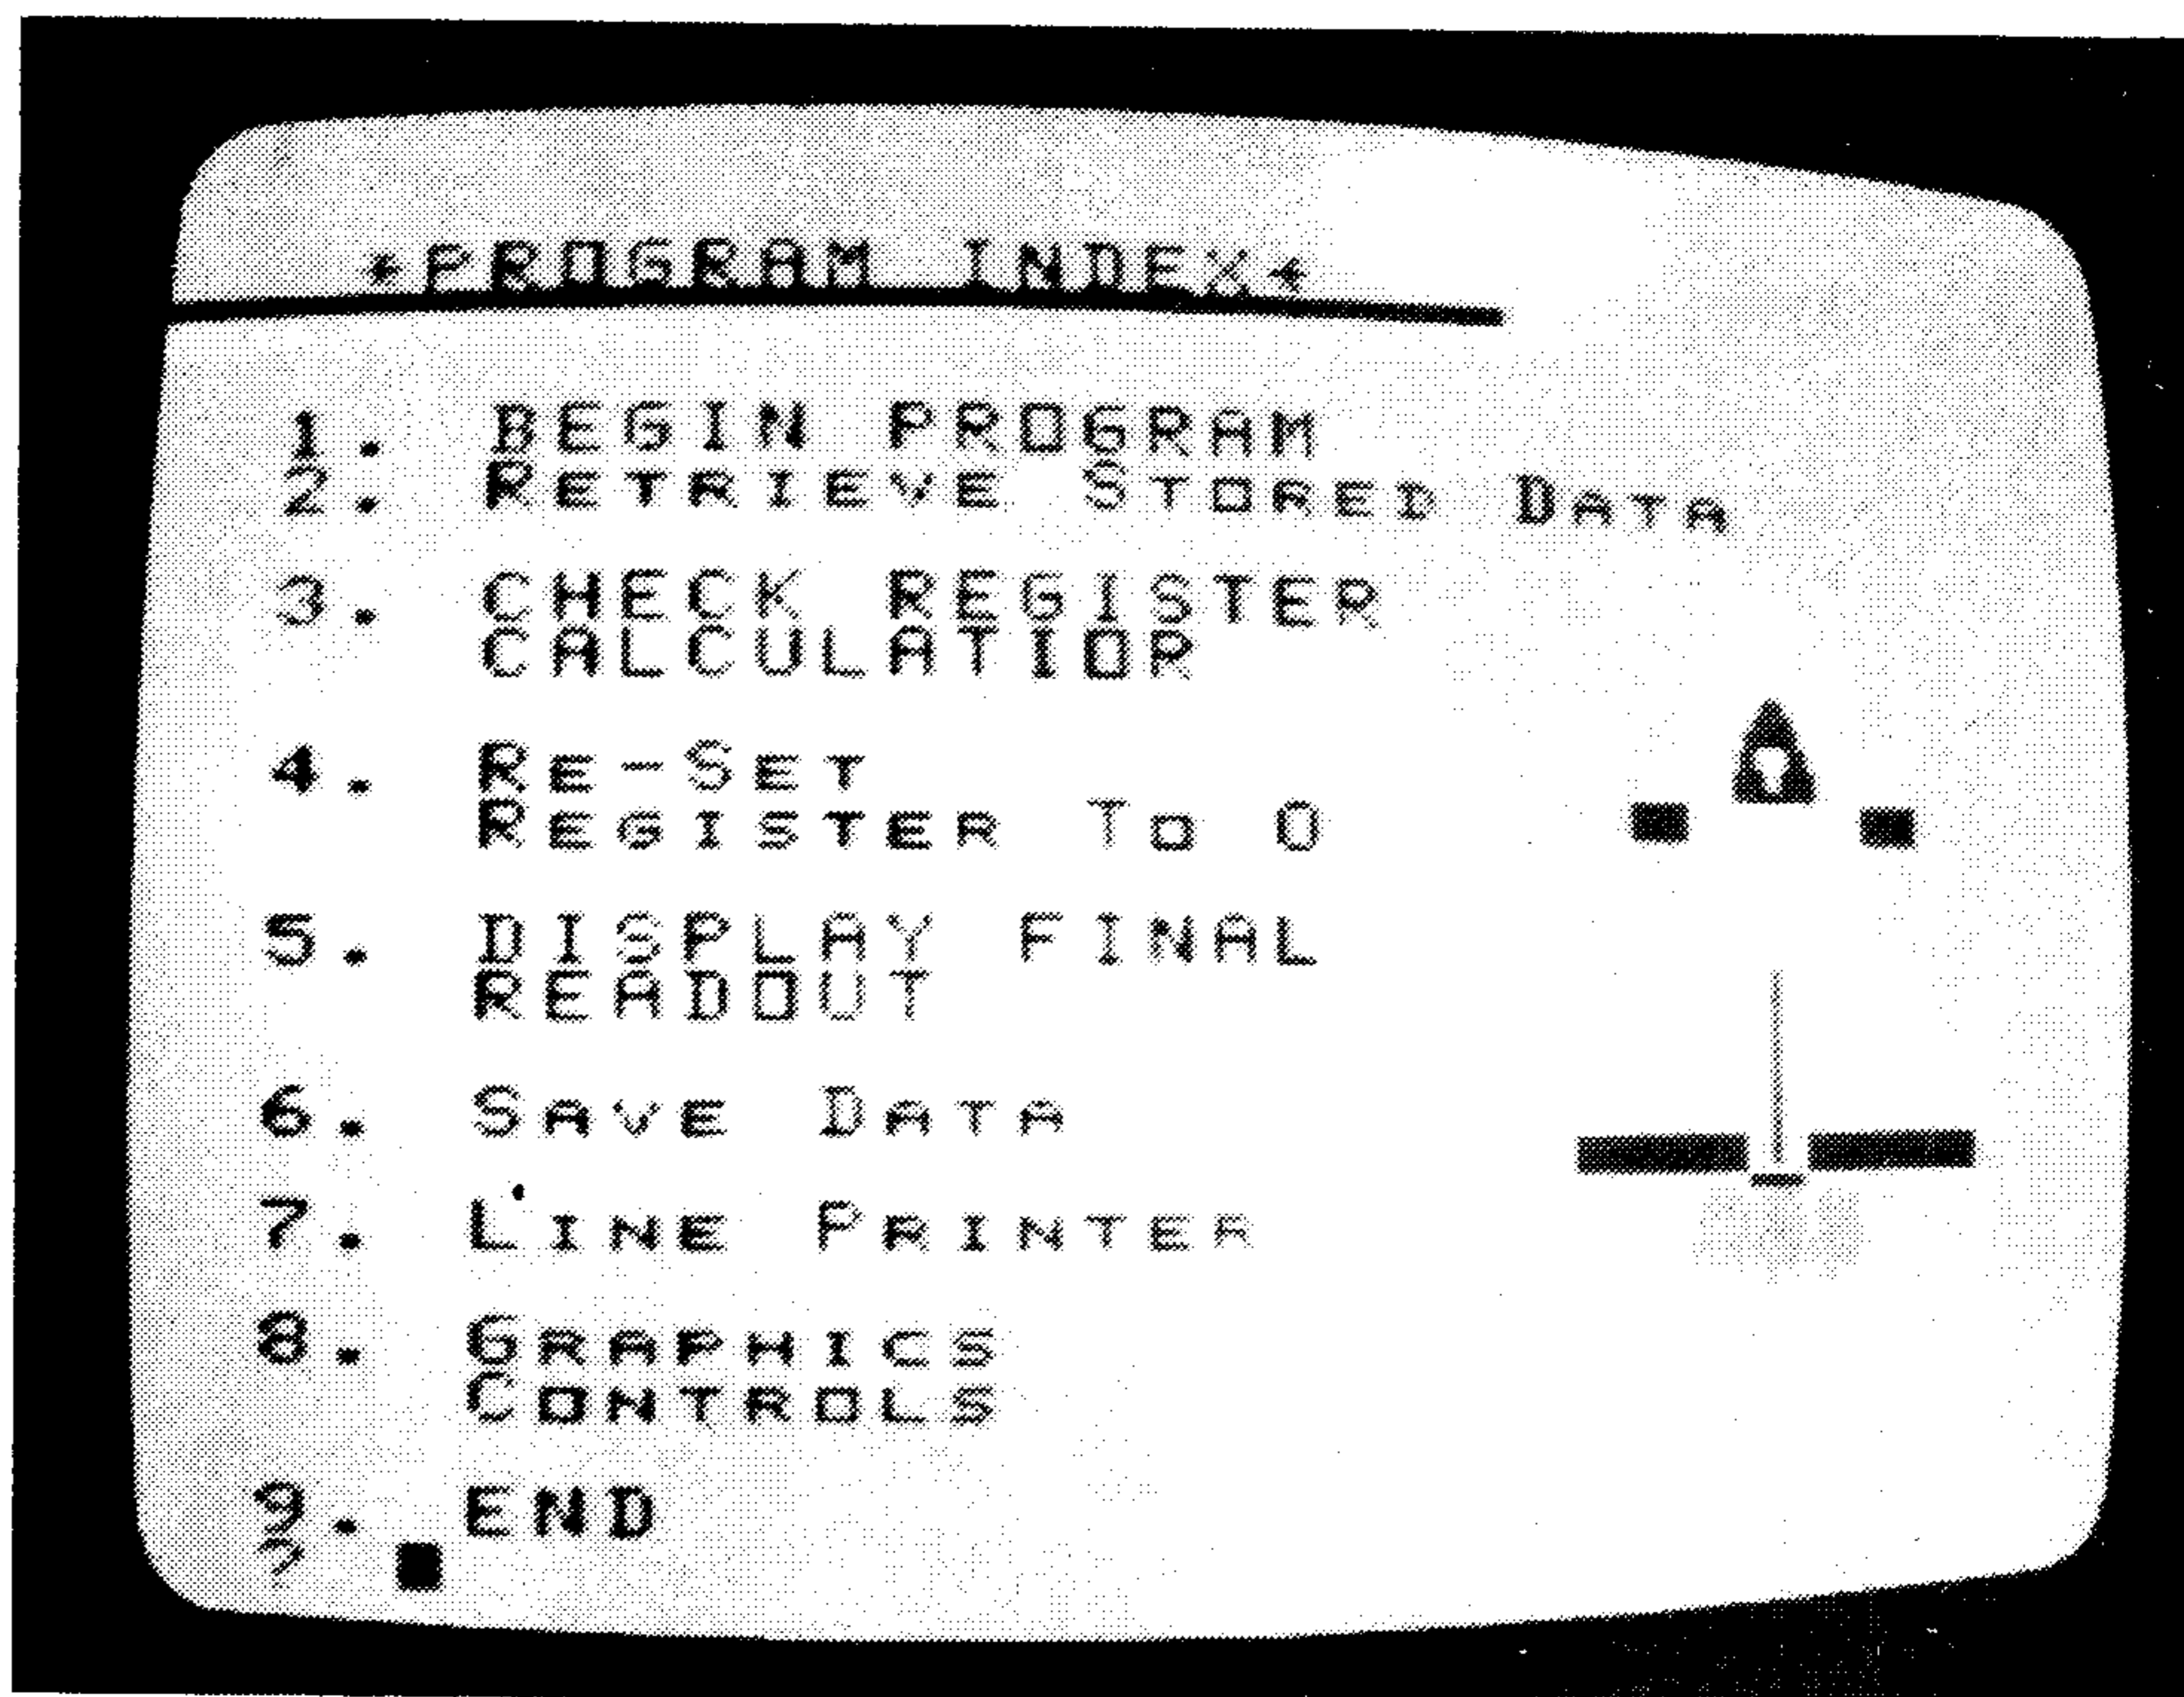 *PROGRAM INDEX*
1. BEGIN PROGRAM
2. Retrieve Stored Data
3. CHECK REGISTER
CALCULATIOR
4. Re-Set
Register To 0
5. DISPLAY FINAL
READOUT
6. Save Data
7. Line Printer
8. Graphics
Controls
9. END
?